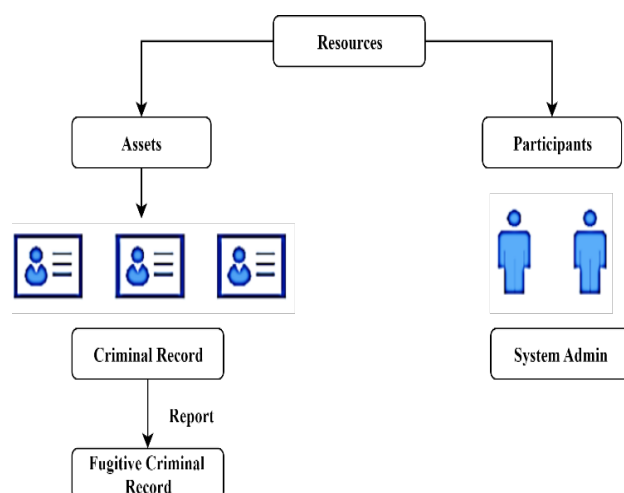 Resources
Assets
Participants
Criminal Record
System Admin
Report
Fugitive Criminal
Record